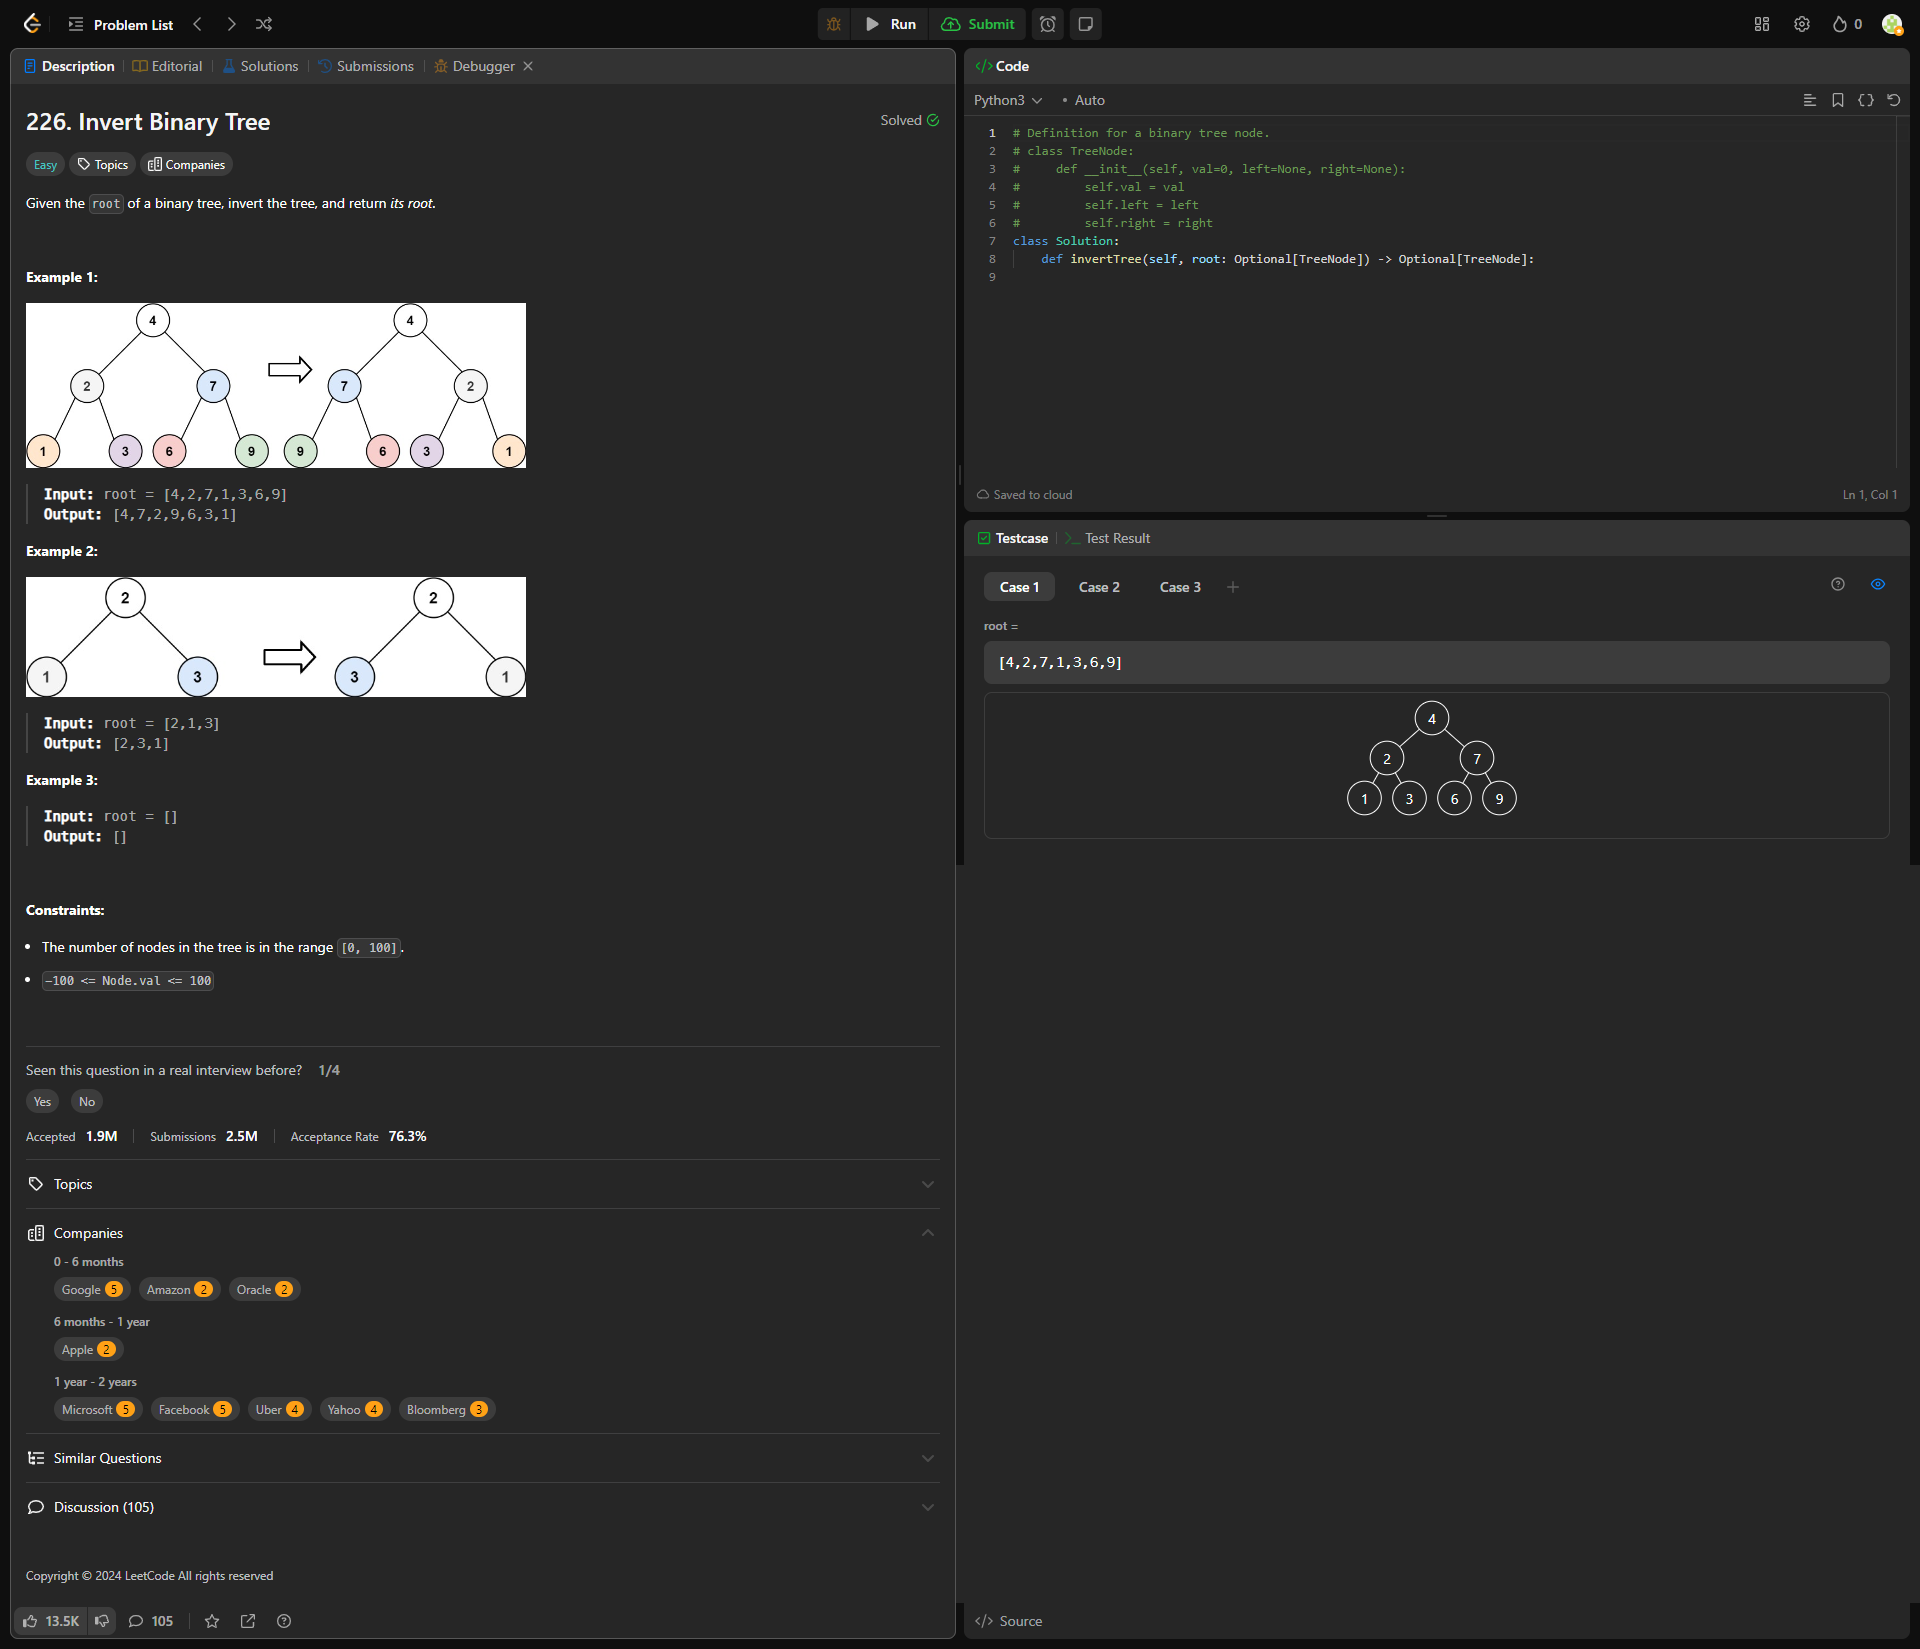 Problem List
Run
Submit
0
Description
Editorial
Solutions
Submissions
Debugger
226. Invert Binary Tree
Solved
Easy
Topics
Companies
Given the root of a binary tree, invert the tree, and return its root.
Example 1:
4
4
2
7
7
2
1
3
6
9
9
6
3
1
Input: root = [4,2,7,1,3,6,9]
Output: [4,7,2,9,6,3,1]
Example 2:
2
2
1
3
3
1
Input: root = [2,1,3]
Output: [2,3,1]
Example 3:
Input: root = []
Output: []
Constraints:
• The number of nodes in the tree is in the range [0, 100].
• -100 <= Node.val <= 100
Seen this question in a real interview before? 1/4
Yes No
Accepted 1.9M Submissions 2.5M Acceptance Rate 76.3%
Topics
Companies
0 - 6 months
Google 5 Amazon 2 Oracle 2
6 months - 1 year
Apple 2
1 year - 2 years
Microsoft 5 Facebook 5 Uber 4 Yahoo 4 Bloomberg 3
Similar Questions
Discussion (105)
Copyright © 2024 LeetCode All rights reserved
13.5K 105
</> Code
Python3 • Auto
1 # Definition for a binary tree node.
2 # class TreeNode:
3 #     def __init__(self, val=0, left=None, right=None):
4 #         self.val = val
5 #         self.left = left
6 #         self.right = right
7 class Solution:
8     def invertTree(self, root: Optional[TreeNode]) -> Optional[TreeNode]:
9
Saved to cloud
Ln 1, Col 1
Testcase
>_ Test Result
Case 1 Case 2 Case 3 +
root =
[4,2,7,1,3,6,9]
4
2
7
1
3
6
9
</> Source